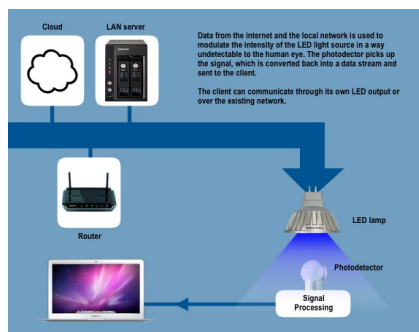 Cloud
LAN server
Data from the internet and the local network is used to
modulate the intensity of the LED light source in a way
undetectable to the human eye. The photodector picks up
the signal, which is converted back into a data stream and
sent to the client.
The client can communicate through its own LED output or
over the existing network.
Router
LED lamp
Photodetector
Signal
Processing